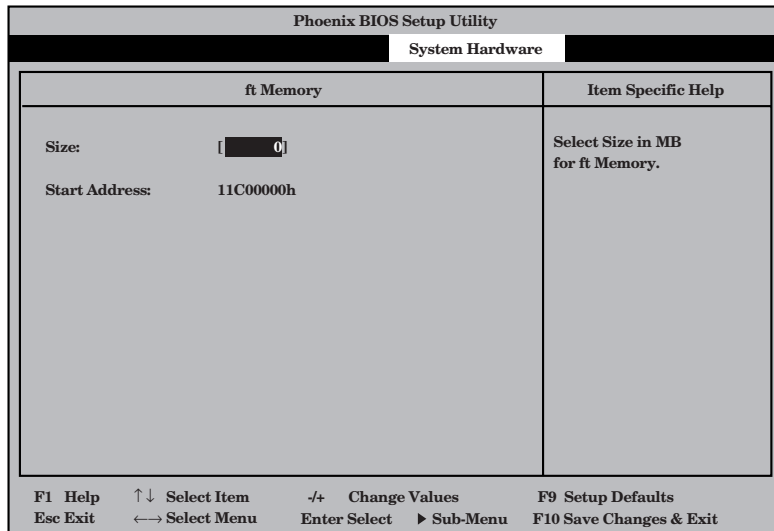 Phoenix BIOS Setup Utility
System Hardware
ft Memory
Item Specific Help
Size: [ 0]
Start Address: 11C00000h
Select Size in MB
for ft Memory.
F1 Help ↑↓ Select Item -/+ Change Values F9 Setup Defaults
Esc Exit ←→ Select Menu Enter Select ▶ Sub-Menu F10 Save Changes & Exit